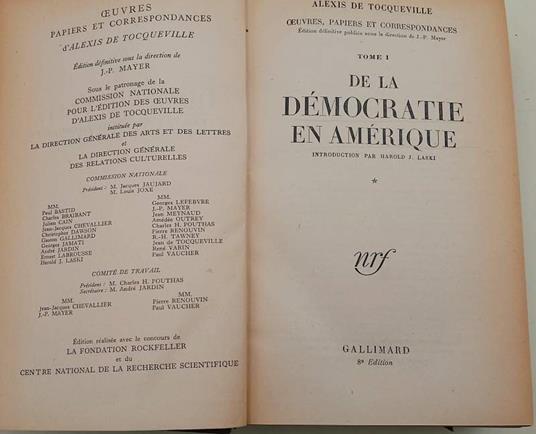 ŒUVRES
PAPIERS ET CORRESPONDANCES
d'ALEXIS DE TOCQUEVILLE
Édition définitive sous la direction de
J.-P. MAYER
Sous le patronage de la
COMMISSION NATIONALE
POUR L'ÉDITION DES ŒUVRES
D'ALEXIS DE TOCQUEVILLE
instituée par
LA DIRECTION GÉNÉRALE DES ARTS ET DES LETTRES
et
LA DIRECTION GÉNÉRALE
DES RELATIONS CULTURELLES
COMMISSION NATIONALE
Président : M. Jacques JAUJARD
M. Louis JOXE
MM.
Paul BASTID
Charles BRAIBANT
Julien CAIN
Jean-Jacques CHEVALLIER
Christopher DAWSON
Gaston GALLIMARD
Georges JAMATI
André JARDIN
Ernest LABROUSSE
Harold J. LASKI
MM.
Georges LEFEBVRE
J.-P. MAYER
Jean MEYNAUD
Amédée OUTREY
Charles H. POUTHAS
Pierre RENOUVIN
R.-H. TAWNEY
Jean de TOCQUEVILLE
René VARIN
Paul VAUCHER
COMITÉ DE TRAVAIL
Président : M. Charles H. POUTHAS
Secrétaire : M. André JARDIN
MM.
Jean-Jacques CHEVALLIER
J.-P. MAYER
MM.
Pierre RENOUVIN
Paul VAUCHER
Édition réalisée avec le concours de
LA FONDATION ROCKFELLER
et du
CENTRE NATIONAL DE LA RECHERCHE SCIENTIFIQUE
ALEXIS DE TOCQUEVILLE
ŒUVRES, PAPIERS ET CORRESPONDANCES
Édition définitive publiée sous la direction de J.-P. Mayer
TOME I
DE LA
DÉMOCRATIE
EN AMÉRIQUE
INTRODUCTION PAR HAROLD J. LASKI
*
nrf
GALLIMARD
8e Edition